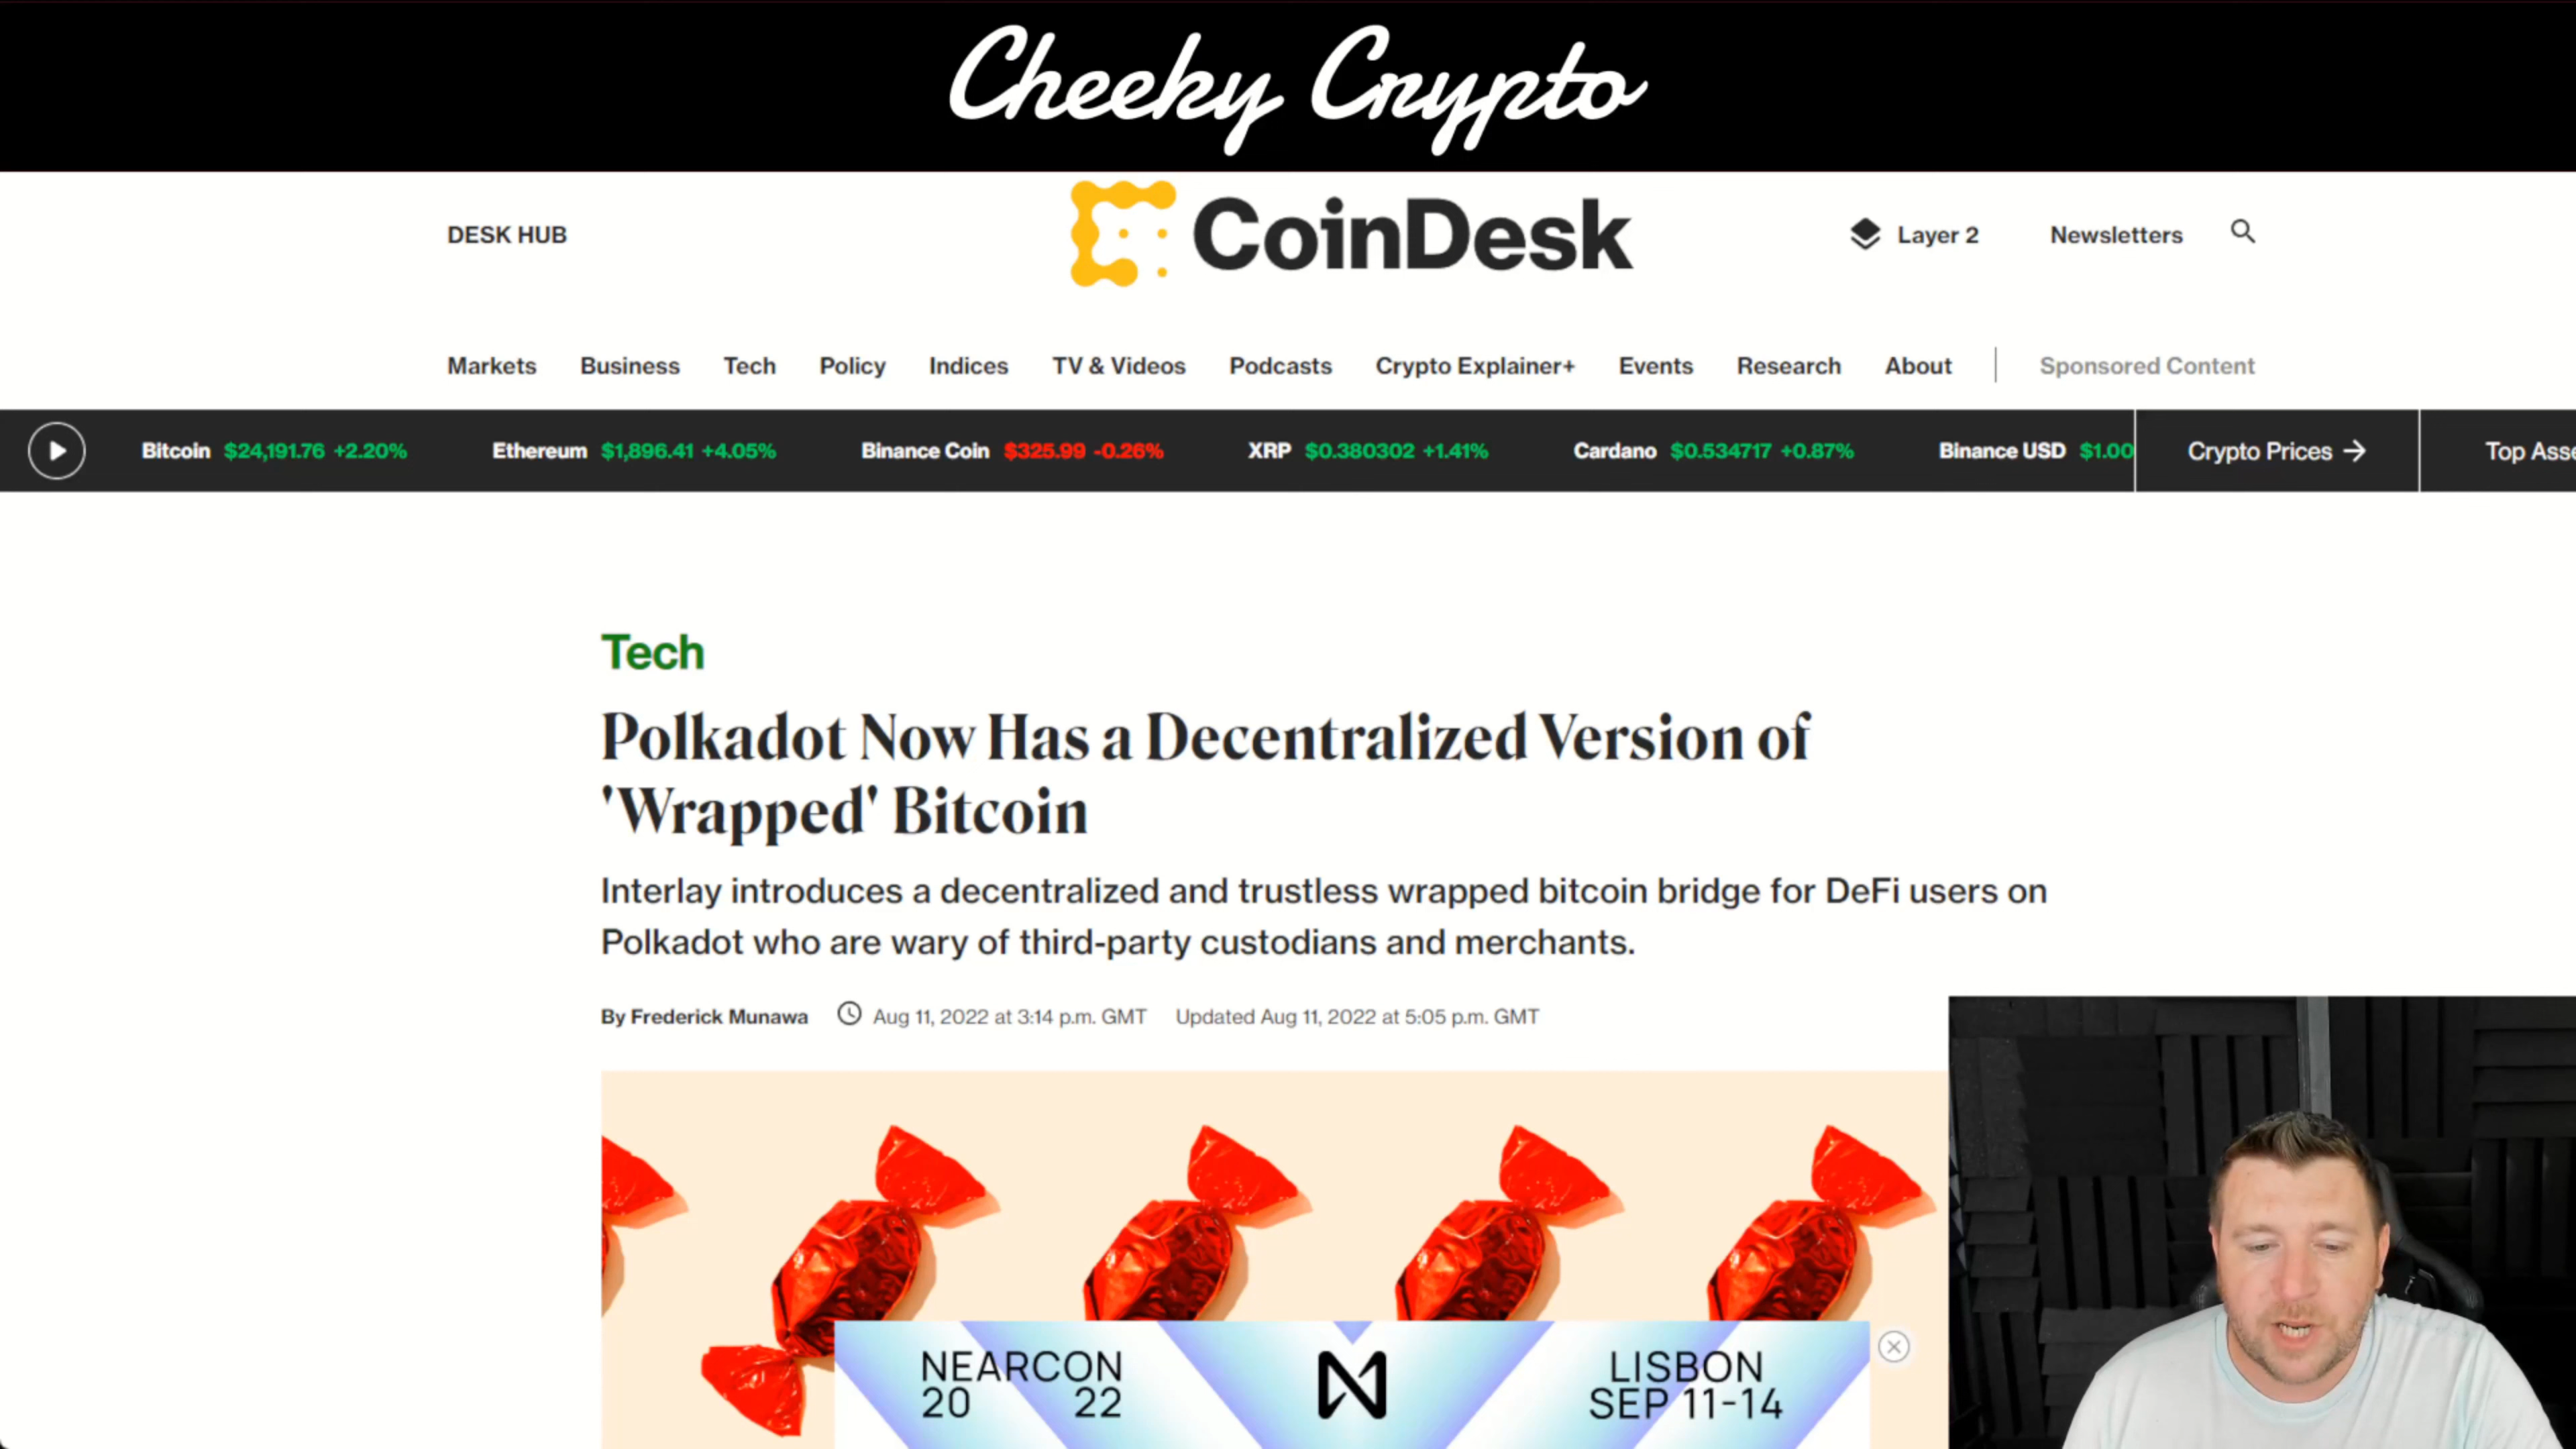 Cheeky Crypto
DESK HUB
CoinDesk
Layer 2
Newsletters
Markets Business Tech Policy Indices TV & Videos Podcasts Crypto Explainer+ Events Research About Sponsored Content
Bitcoin $24,191.76 +2.20% Ethereum $1,896.41 +4.05% Binance Coin $325.99 -0.26% XRP $0.380302 +1.41% Cardano $0.534717 +0.87% Binance USD $1.00 Crypto Prices → Top Asse
Tech
Polkadot Now Has a Decentralized Version of
'Wrapped' Bitcoin
Interlay introduces a decentralized and trustless wrapped bitcoin bridge for DeFi users on
Polkadot who are wary of third-party custodians and merchants.
By Frederick Munawa Aug 11, 2022 at 3:14 p.m. GMT Updated Aug 11, 2022 at 5:05 p.m. GMT
NEARCON
20 22
LISBON
SEP 11-14